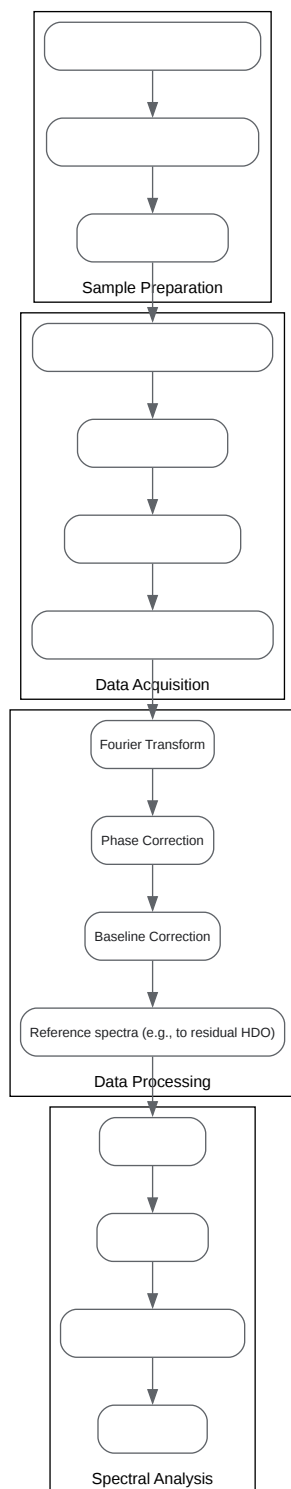 Sample Preparation
Data Acquisition
Fourier Transform
Phase Correction
Baseline Correction
Reference spectra (e.g., to residual HDO)
Data Processing
Spectral Analysis